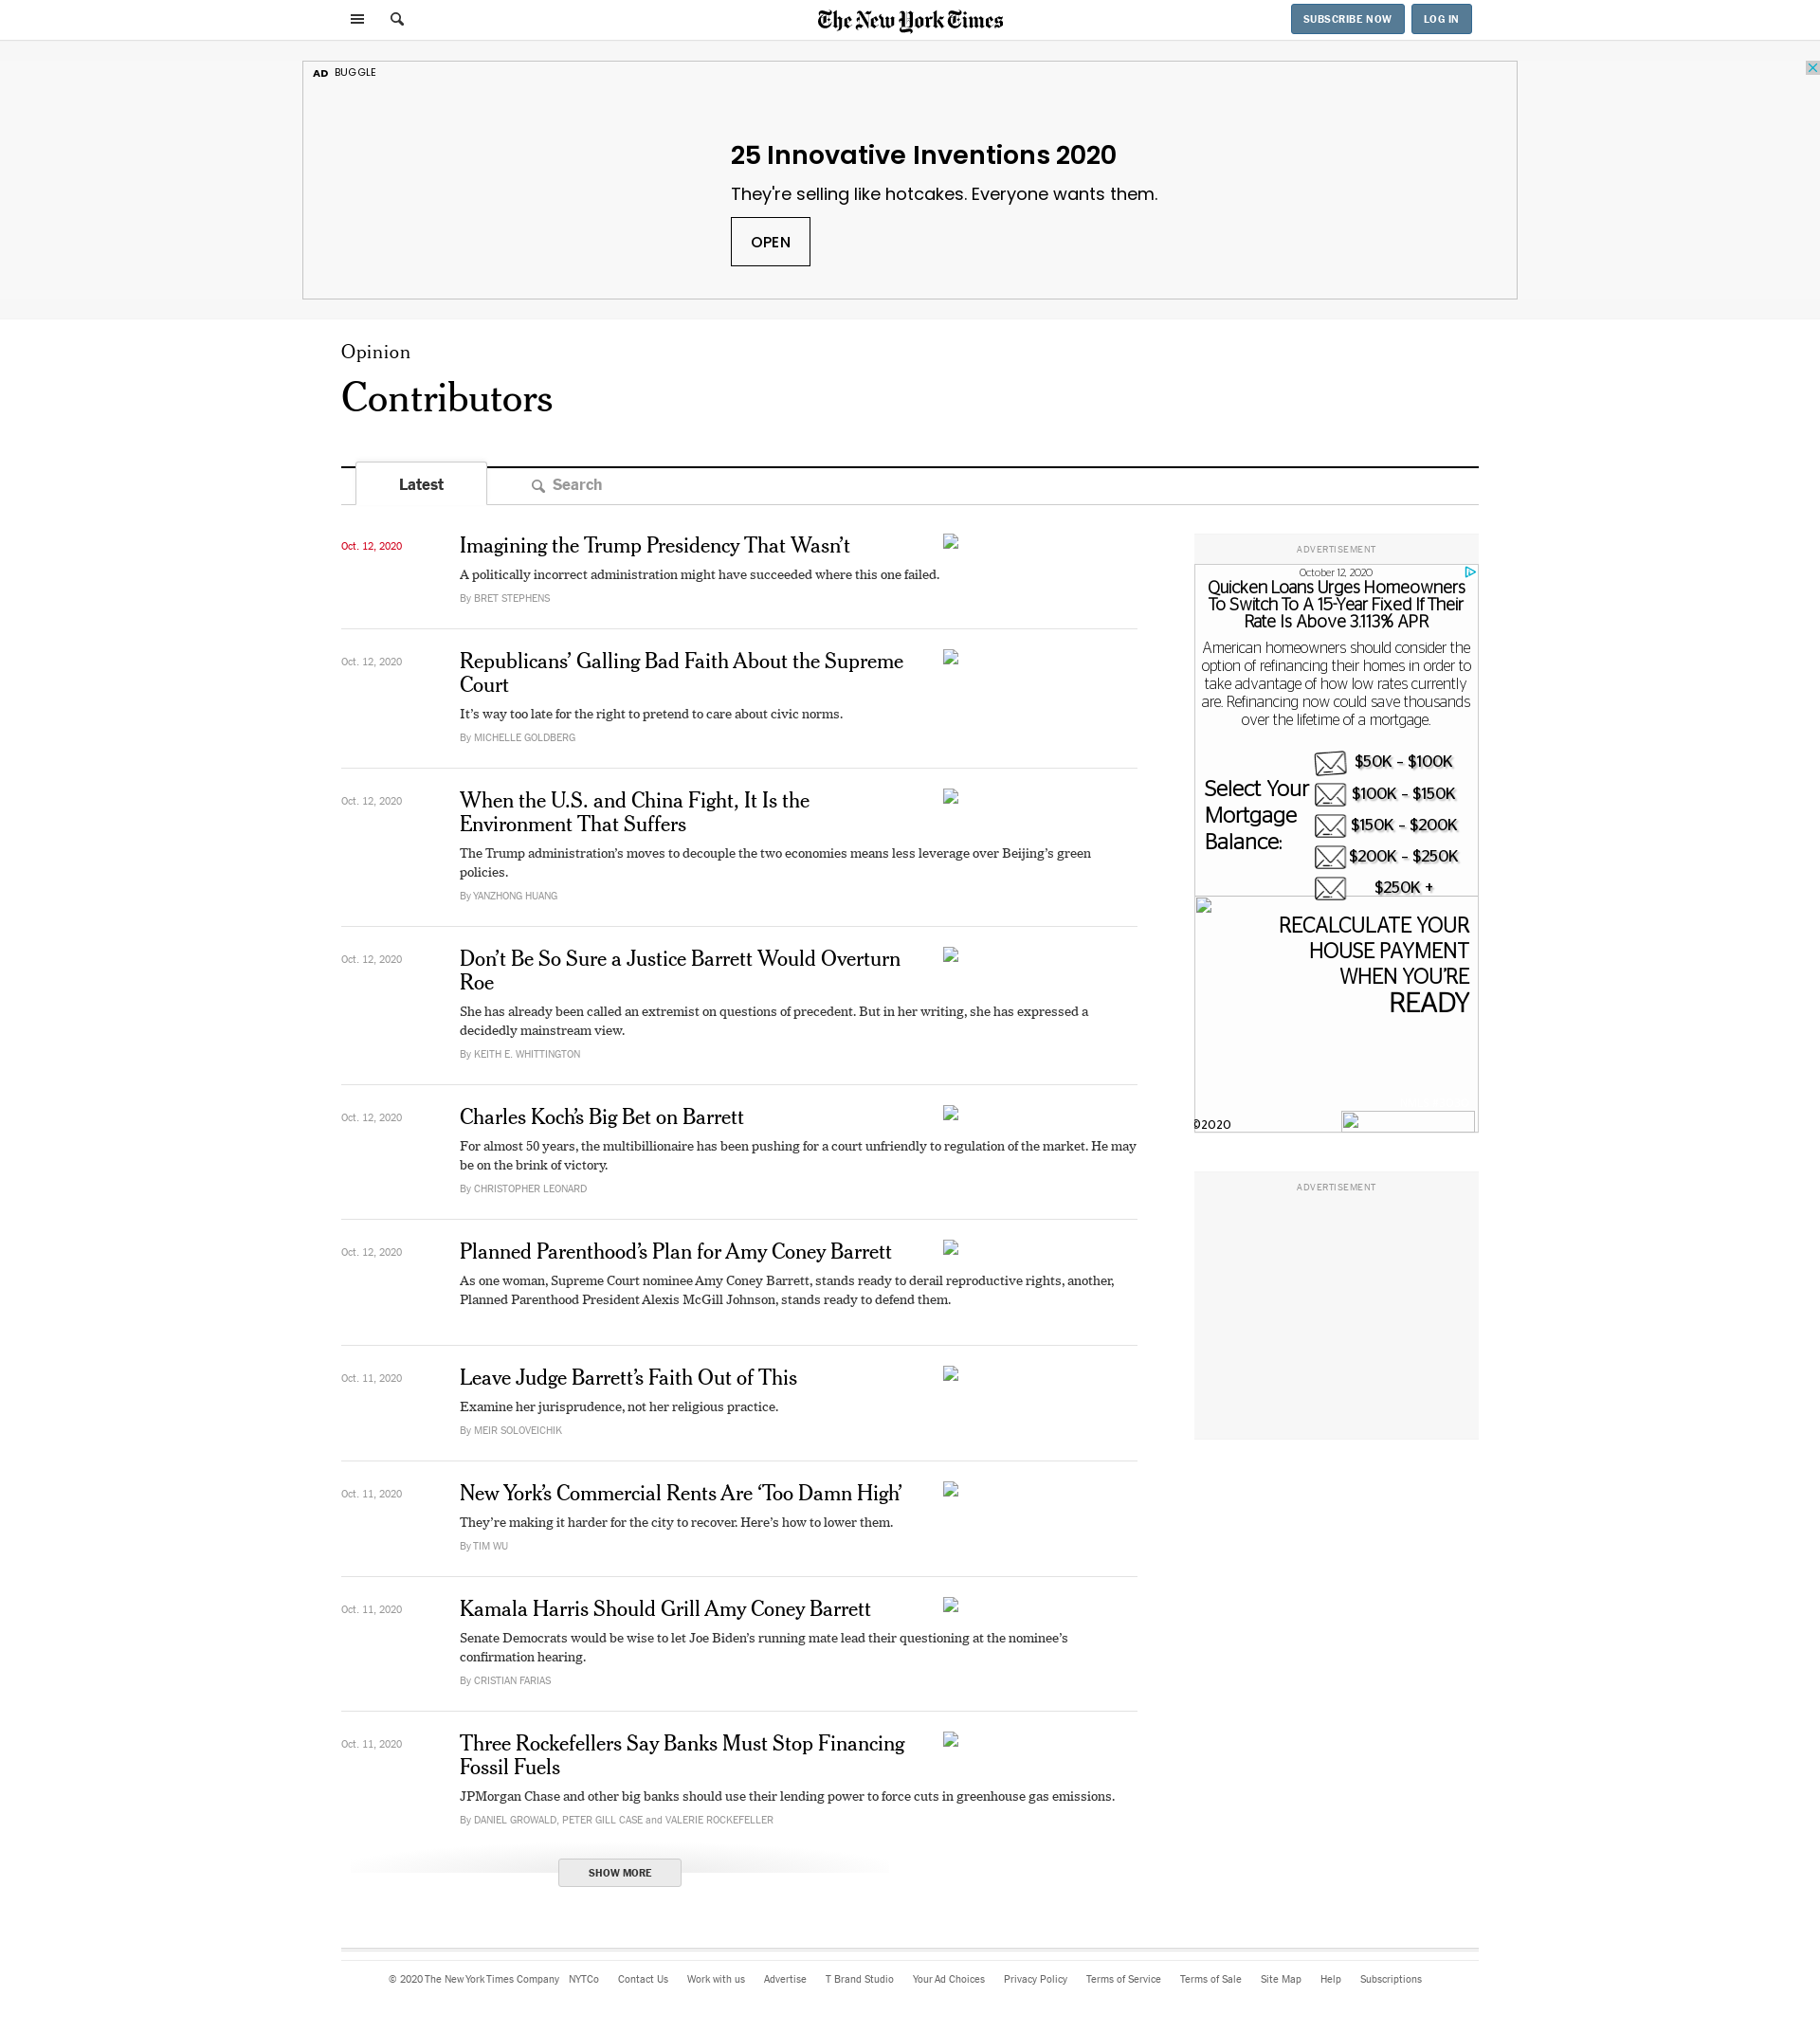 The New York Times
SUBSCRIBE NOW
LOG IN
AD BUGGLE
25 Innovative Inventions 2020
They're selling like hotcakes. Everyone wants them.
OPEN
Opinion
Contributors
Latest
Search
Oct. 12, 2020
Imagining the Trump Presidency That Wasn’t
A politically incorrect administration might have succeeded where this one failed.
By BRET STEPHENS
Oct. 12, 2020
Republicans’ Galling Bad Faith About the Supreme
Court
It’s way too late for the right to pretend to care about civic norms.
By MICHELLE GOLDBERG
Oct. 12, 2020
When the U.S. and China Fight, It Is the
Environment That Suffers
The Trump administration’s moves to decouple the two economies means less leverage over Beijing’s green
policies.
By YANZHONG HUANG
Oct. 12, 2020
Don’t Be So Sure a Justice Barrett Would Overturn
Roe
She has already been called an extremist on questions of precedent. But in her writing, she has expressed a
decidedly mainstream view.
By KEITH E. WHITTINGTON
Oct. 12, 2020
Charles Koch’s Big Bet on Barrett
For almost 50 years, the multibillionaire has been pushing for a court unfriendly to regulation of the market. He may
be on the brink of victory.
By CHRISTOPHER LEONARD
Oct. 12, 2020
Planned Parenthood’s Plan for Amy Coney Barrett
As one woman, Supreme Court nominee Amy Coney Barrett, stands ready to derail reproductive rights, another,
Planned Parenthood President Alexis McGill Johnson, stands ready to defend them.
Oct. 11, 2020
Leave Judge Barrett’s Faith Out of This
Examine her jurisprudence, not her religious practice.
By MEIR SOLOVEICHIK
Oct. 11, 2020
New York’s Commercial Rents Are ‘Too Damn High’
They’re making it harder for the city to recover. Here’s how to lower them.
By TIM WU
Oct. 11, 2020
Kamala Harris Should Grill Amy Coney Barrett
Senate Democrats would be wise to let Joe Biden’s running mate lead their questioning at the nominee’s
confirmation hearing.
By CRISTIAN FARIAS
Oct. 11, 2020
Three Rockefellers Say Banks Must Stop Financing
Fossil Fuels
JPMorgan Chase and other big banks should use their lending power to force cuts in greenhouse gas emissions.
By DANIEL GROWALD, PETER GILL CASE and VALERIE ROCKEFELLER
SHOW MORE
ADVERTISEMENT
October 12, 2020
Quicken Loans Urges Homeowners
To Switch To A 15-Year Fixed If Their
Rate Is Above 3.113% APR
American homeowners should consider the
option of refinancing their homes in order to
take advantage of how low rates currently
are. Refinancing now could save thousands
over the lifetime of a mortgage.
Select Your
Mortgage
Balance:
$50K - $100K
$100K - $150K
$150K - $200K
$200K - $250K
$250K +
RECALCULATE YOUR
HOUSE PAYMENT
WHEN YOU'RE
READY
©2020
ADVERTISEMENT
© 2020 The New York Times Company NYTCo Contact Us Work with us Advertise T Brand Studio Your Ad Choices Privacy Policy Terms of Service Terms of Sale Site Map Help Subscriptions